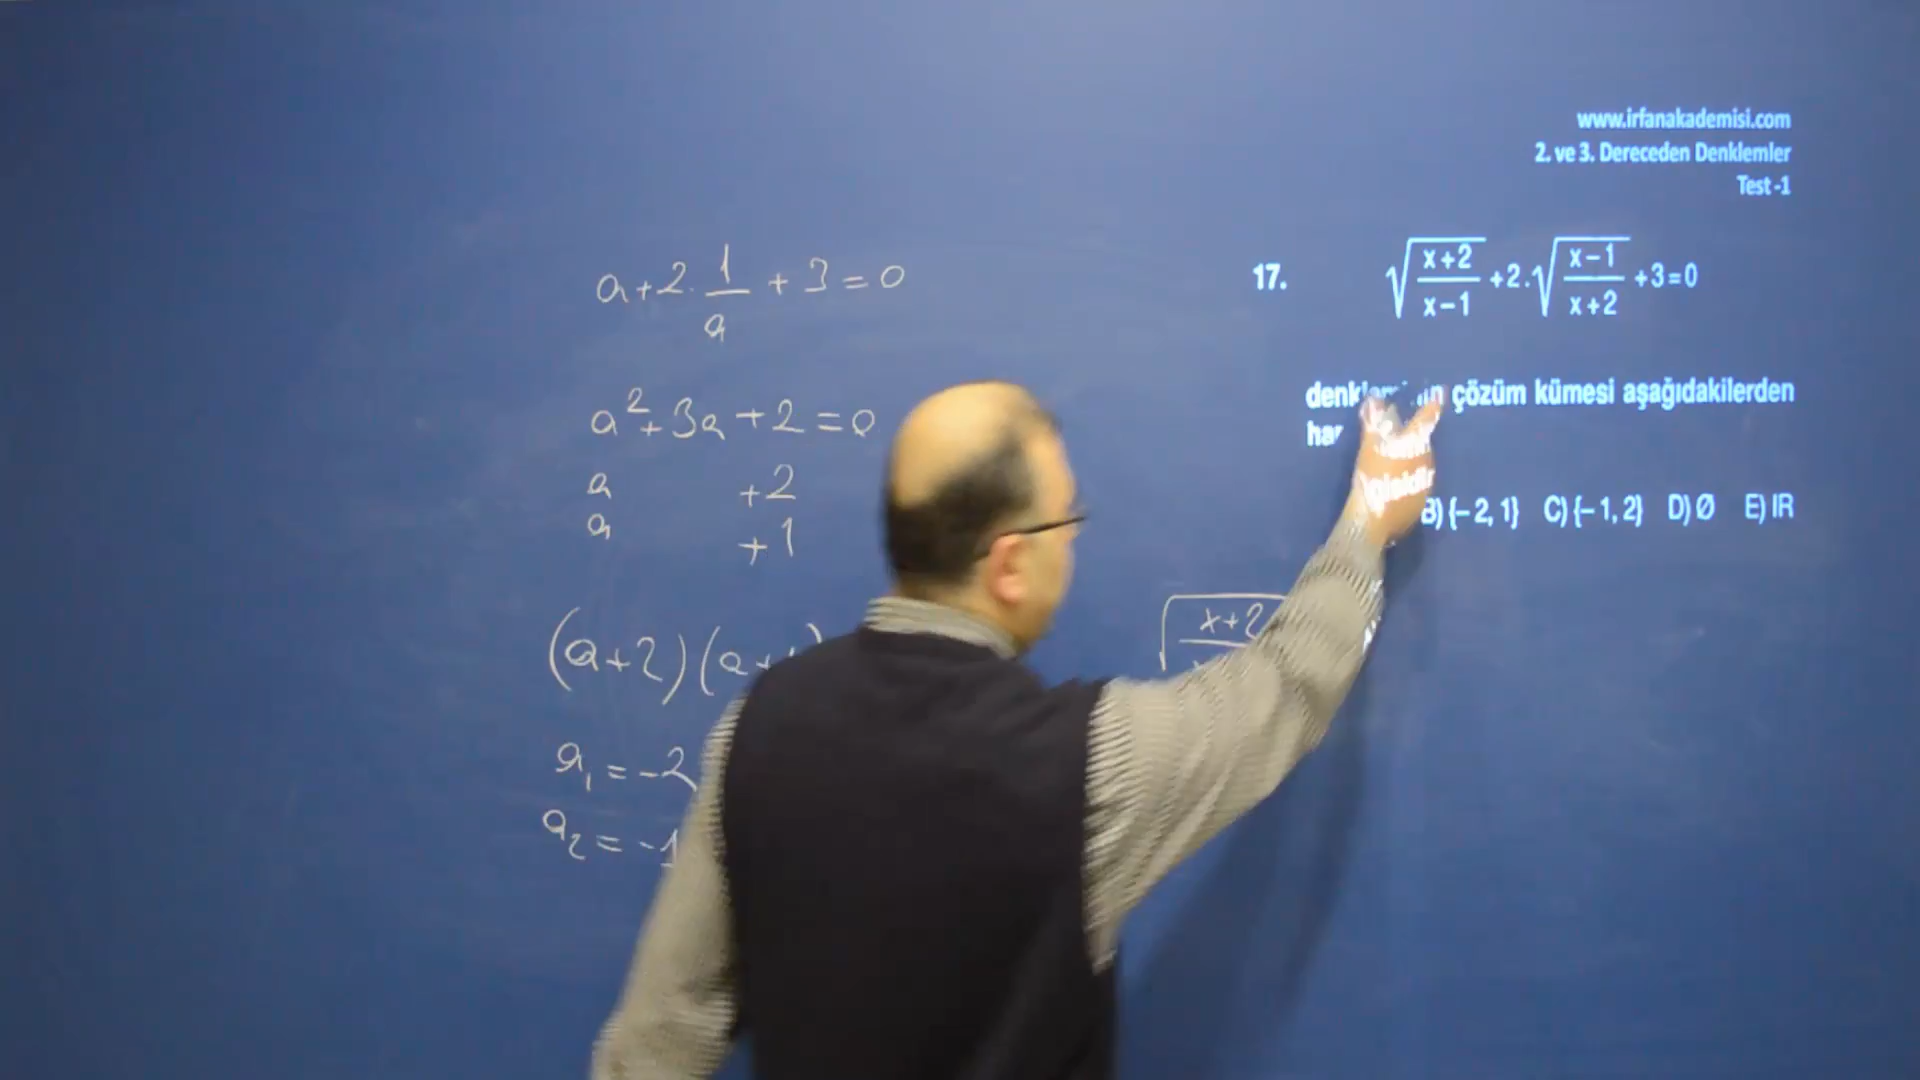 www.irfanakademisi.com
2. ve 3. Dereceden Denklemler
Test -1
17. √((x+2)/(x-1)) +2.√((x-1)/(x+2)) +3=0
çözüm kümesi aşağıdakilerden
B) {-2, 1} C) {-1, 2} D) Ø E) IR
a+2.1/a + 3 = 0
a²+3a+2=0
a +2
a +1
(a+2)(a+
a₁ = -2
a₂ = -1
√ x+2